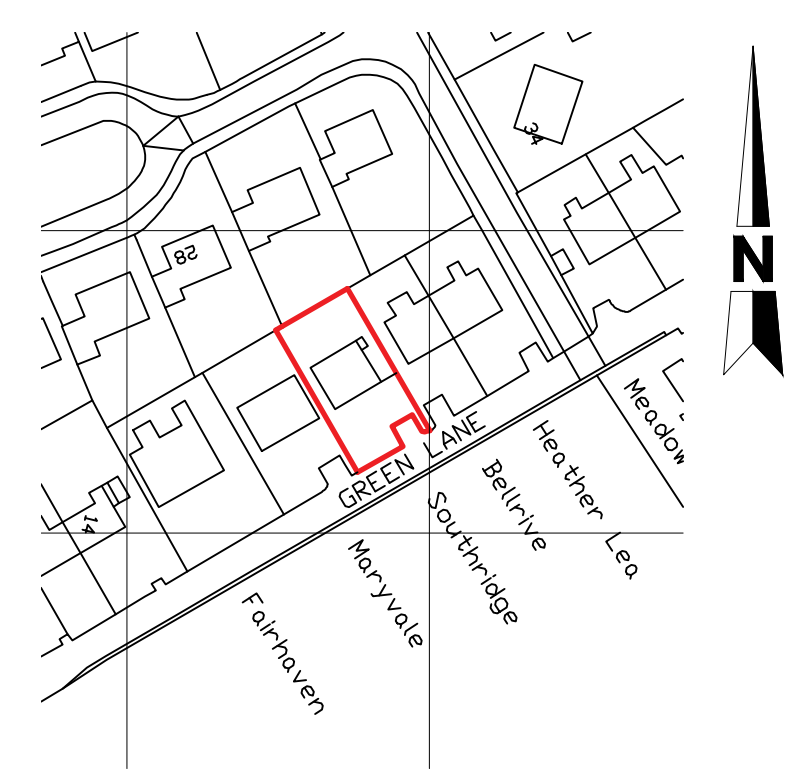 34
N
28
GREEN LANE
Meadow
Heather Lea
Bellrive
Southridge
14
Maryvale
Fairhaven